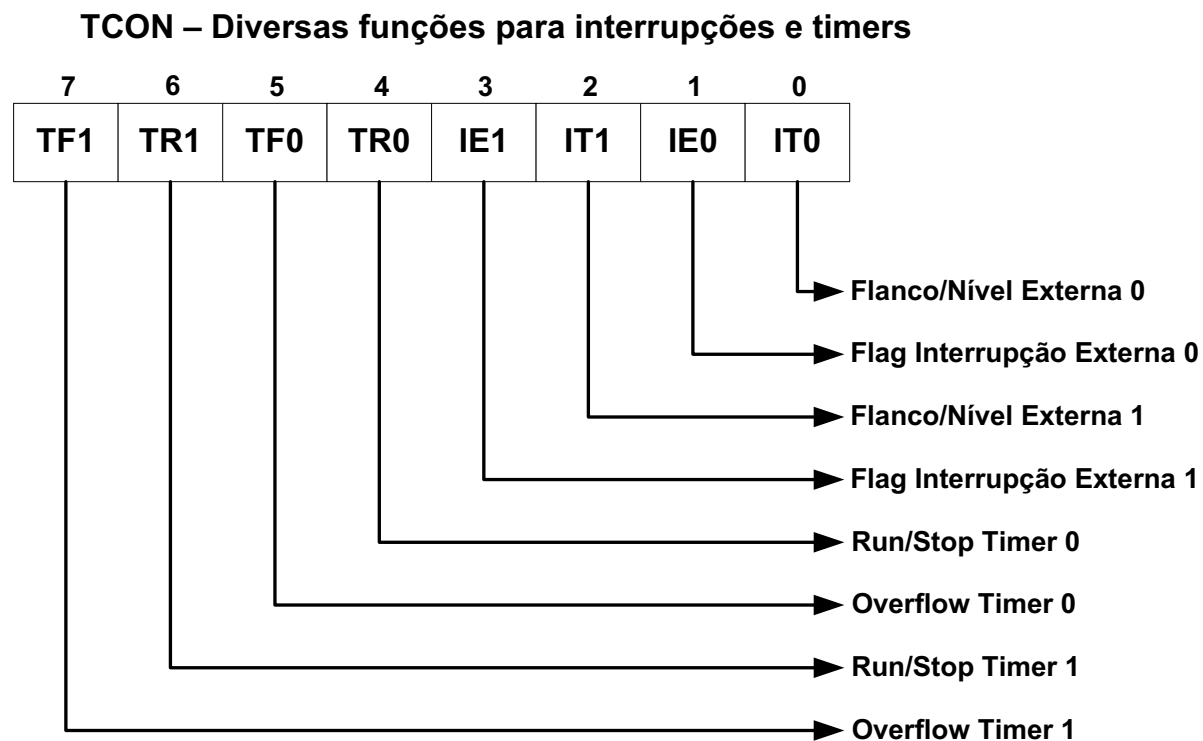 TCON – Diversas funções para interrupções e timers
7 6 5 4 3 2 1 0
TF1 TR1 TF0 TR0 IE1 IT1 IE0 IT0
Flanco/Nível Externa 0
Flag Interrupção Externa 0
Flanco/Nível Externa 1
Flag Interrupção Externa 1
Run/Stop Timer 0
Overflow Timer 0
Run/Stop Timer 1
Overflow Timer 1